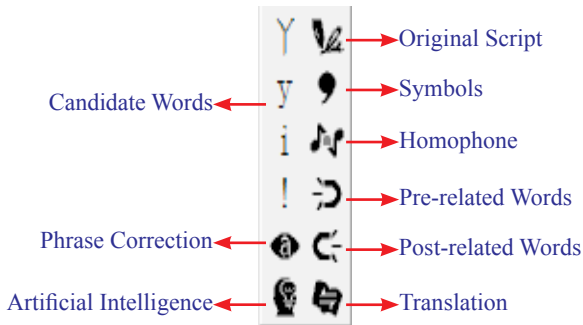 Y
Original Script
Candidate Words
y
,
Symbols
i
Homophone
!
Pre-related Words
Phrase Correction
a
Post-related Words
Artificial Intelligence
Translation